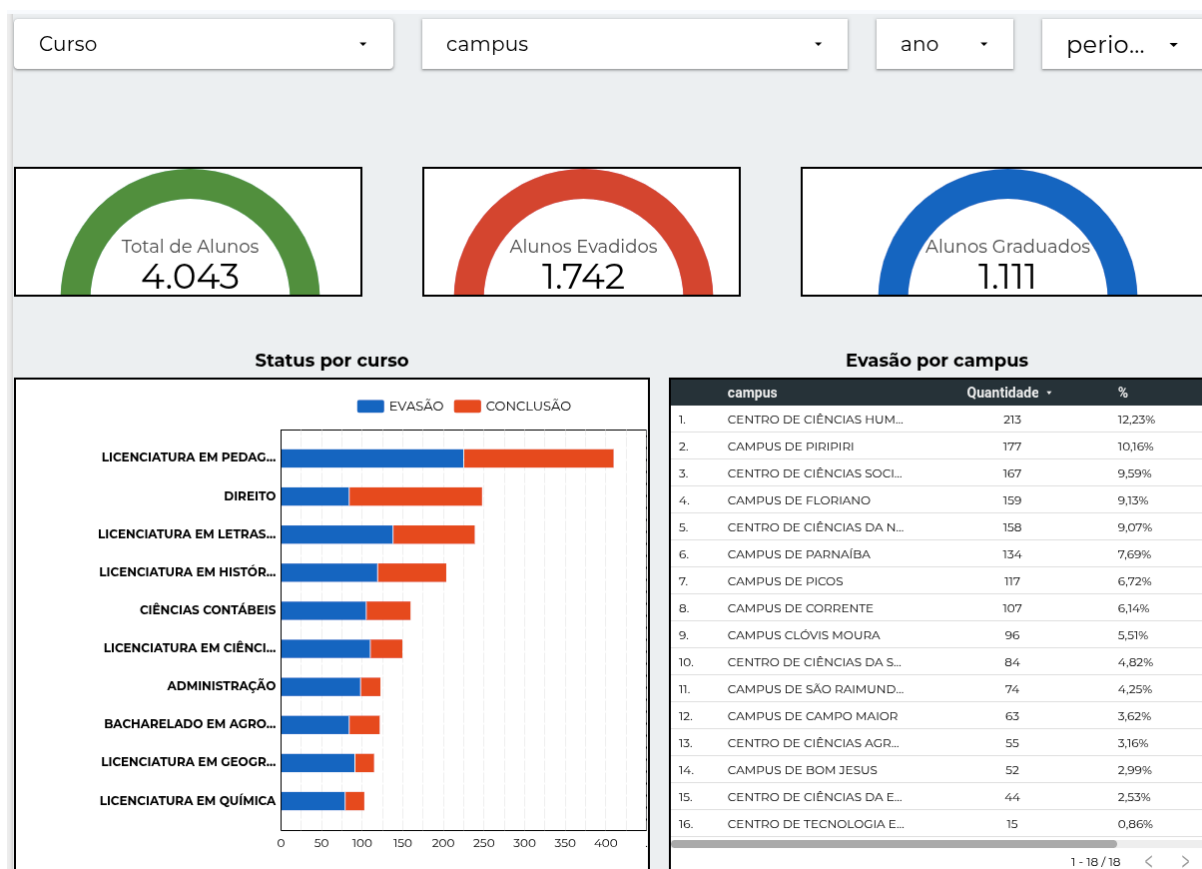 Curso
campus
ano
perio...
Total de Alunos
4.043
Alunos Evadidos
1.742
Alunos Graduados
1.111
Status por curso
EVASÃO
CONCLUSÃO
LICENCIATURA EM PEDAG...
DIREITO
LICENCIATURA EM LETRAS...
LICENCIATURA EM HISTÓR...
CIÊNCIAS CONTÁBEIS
LICENCIATURA EM CIÊNCI...
ADMINISTRAÇÃO
BACHARELADO EM AGRO...
LICENCIATURA EM GEOGR...
LICENCIATURA EM QUÍMICA
0 50 100 150 200 250 300 350 400
Evasão por campus
campus Quantidade %
1. CENTRO DE CIÊNCIAS HUM... 213 12,23%
2. CAMPUS DE PIRIPIRI 177 10,16%
3. CENTRO DE CIÊNCIAS SOCI... 167 9,59%
4. CAMPUS DE FLORIANO 159 9,13%
5. CENTRO DE CIÊNCIAS DA N... 158 9,07%
6. CAMPUS DE PARNAÍBA 134 7,69%
7. CAMPUS DE PICOS 117 6,72%
8. CAMPUS DE CORRENTE 107 6,14%
9. CAMPUS CLÓVIS MOURA 96 5,51%
10. CENTRO DE CIÊNCIAS DA S... 84 4,82%
11. CAMPUS DE SÃO RAIMUND... 74 4,25%
12. CAMPUS DE CAMPO MAIOR 63 3,62%
13. CENTRO DE CIÊNCIAS AGR... 55 3,16%
14. CAMPUS DE BOM JESUS 52 2,99%
15. CENTRO DE CIÊNCIAS DA E... 44 2,53%
16. CENTRO DE TECNOLOGIA E... 15 0,86%
1 - 18 / 18